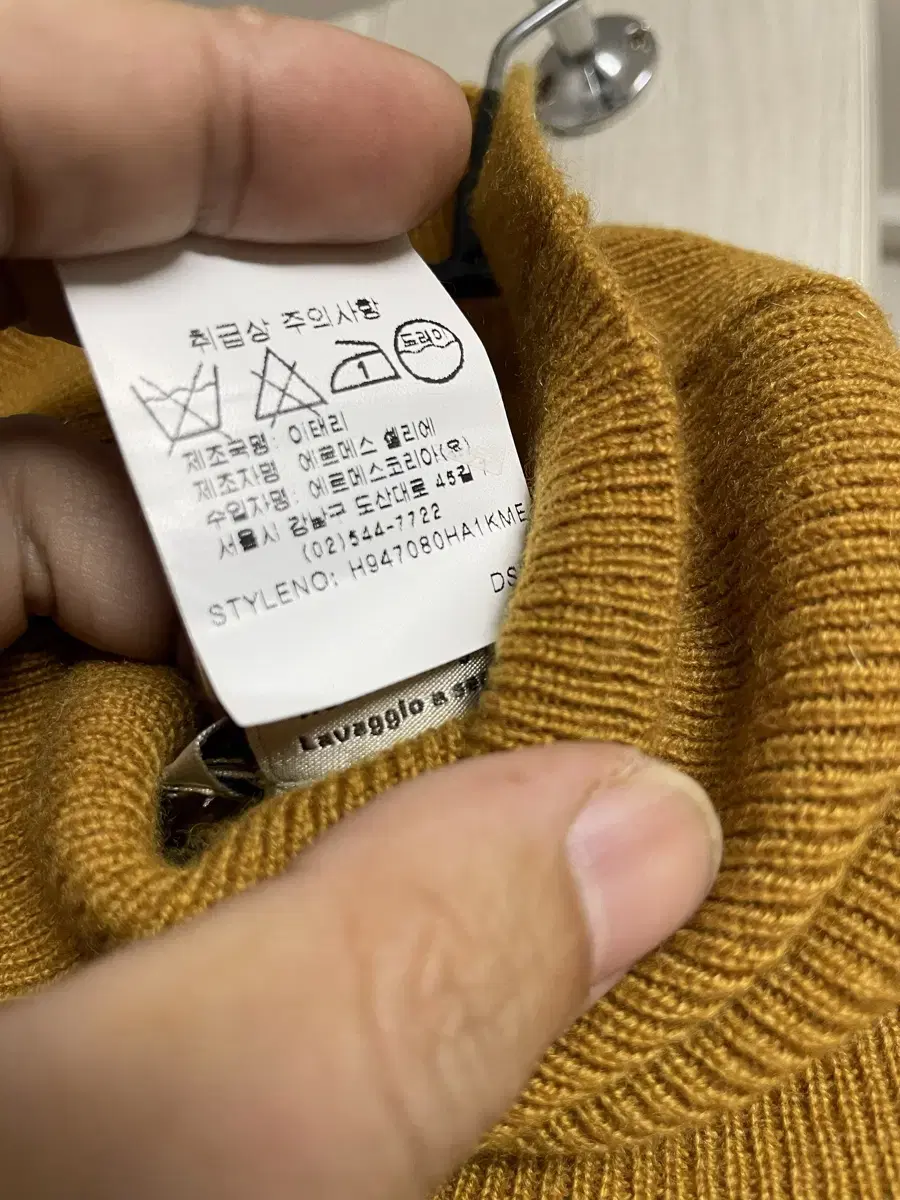 취급상 주의사항
1 드라이
제조국명: 이태리
제조자명 에르메스 셀리에
수입자명: 에르메스코리아(유)
서울시 강남구 도산대로 45길
(02)544-7722
STYLENO: H947080HA1KME
DS
Lavaggio a